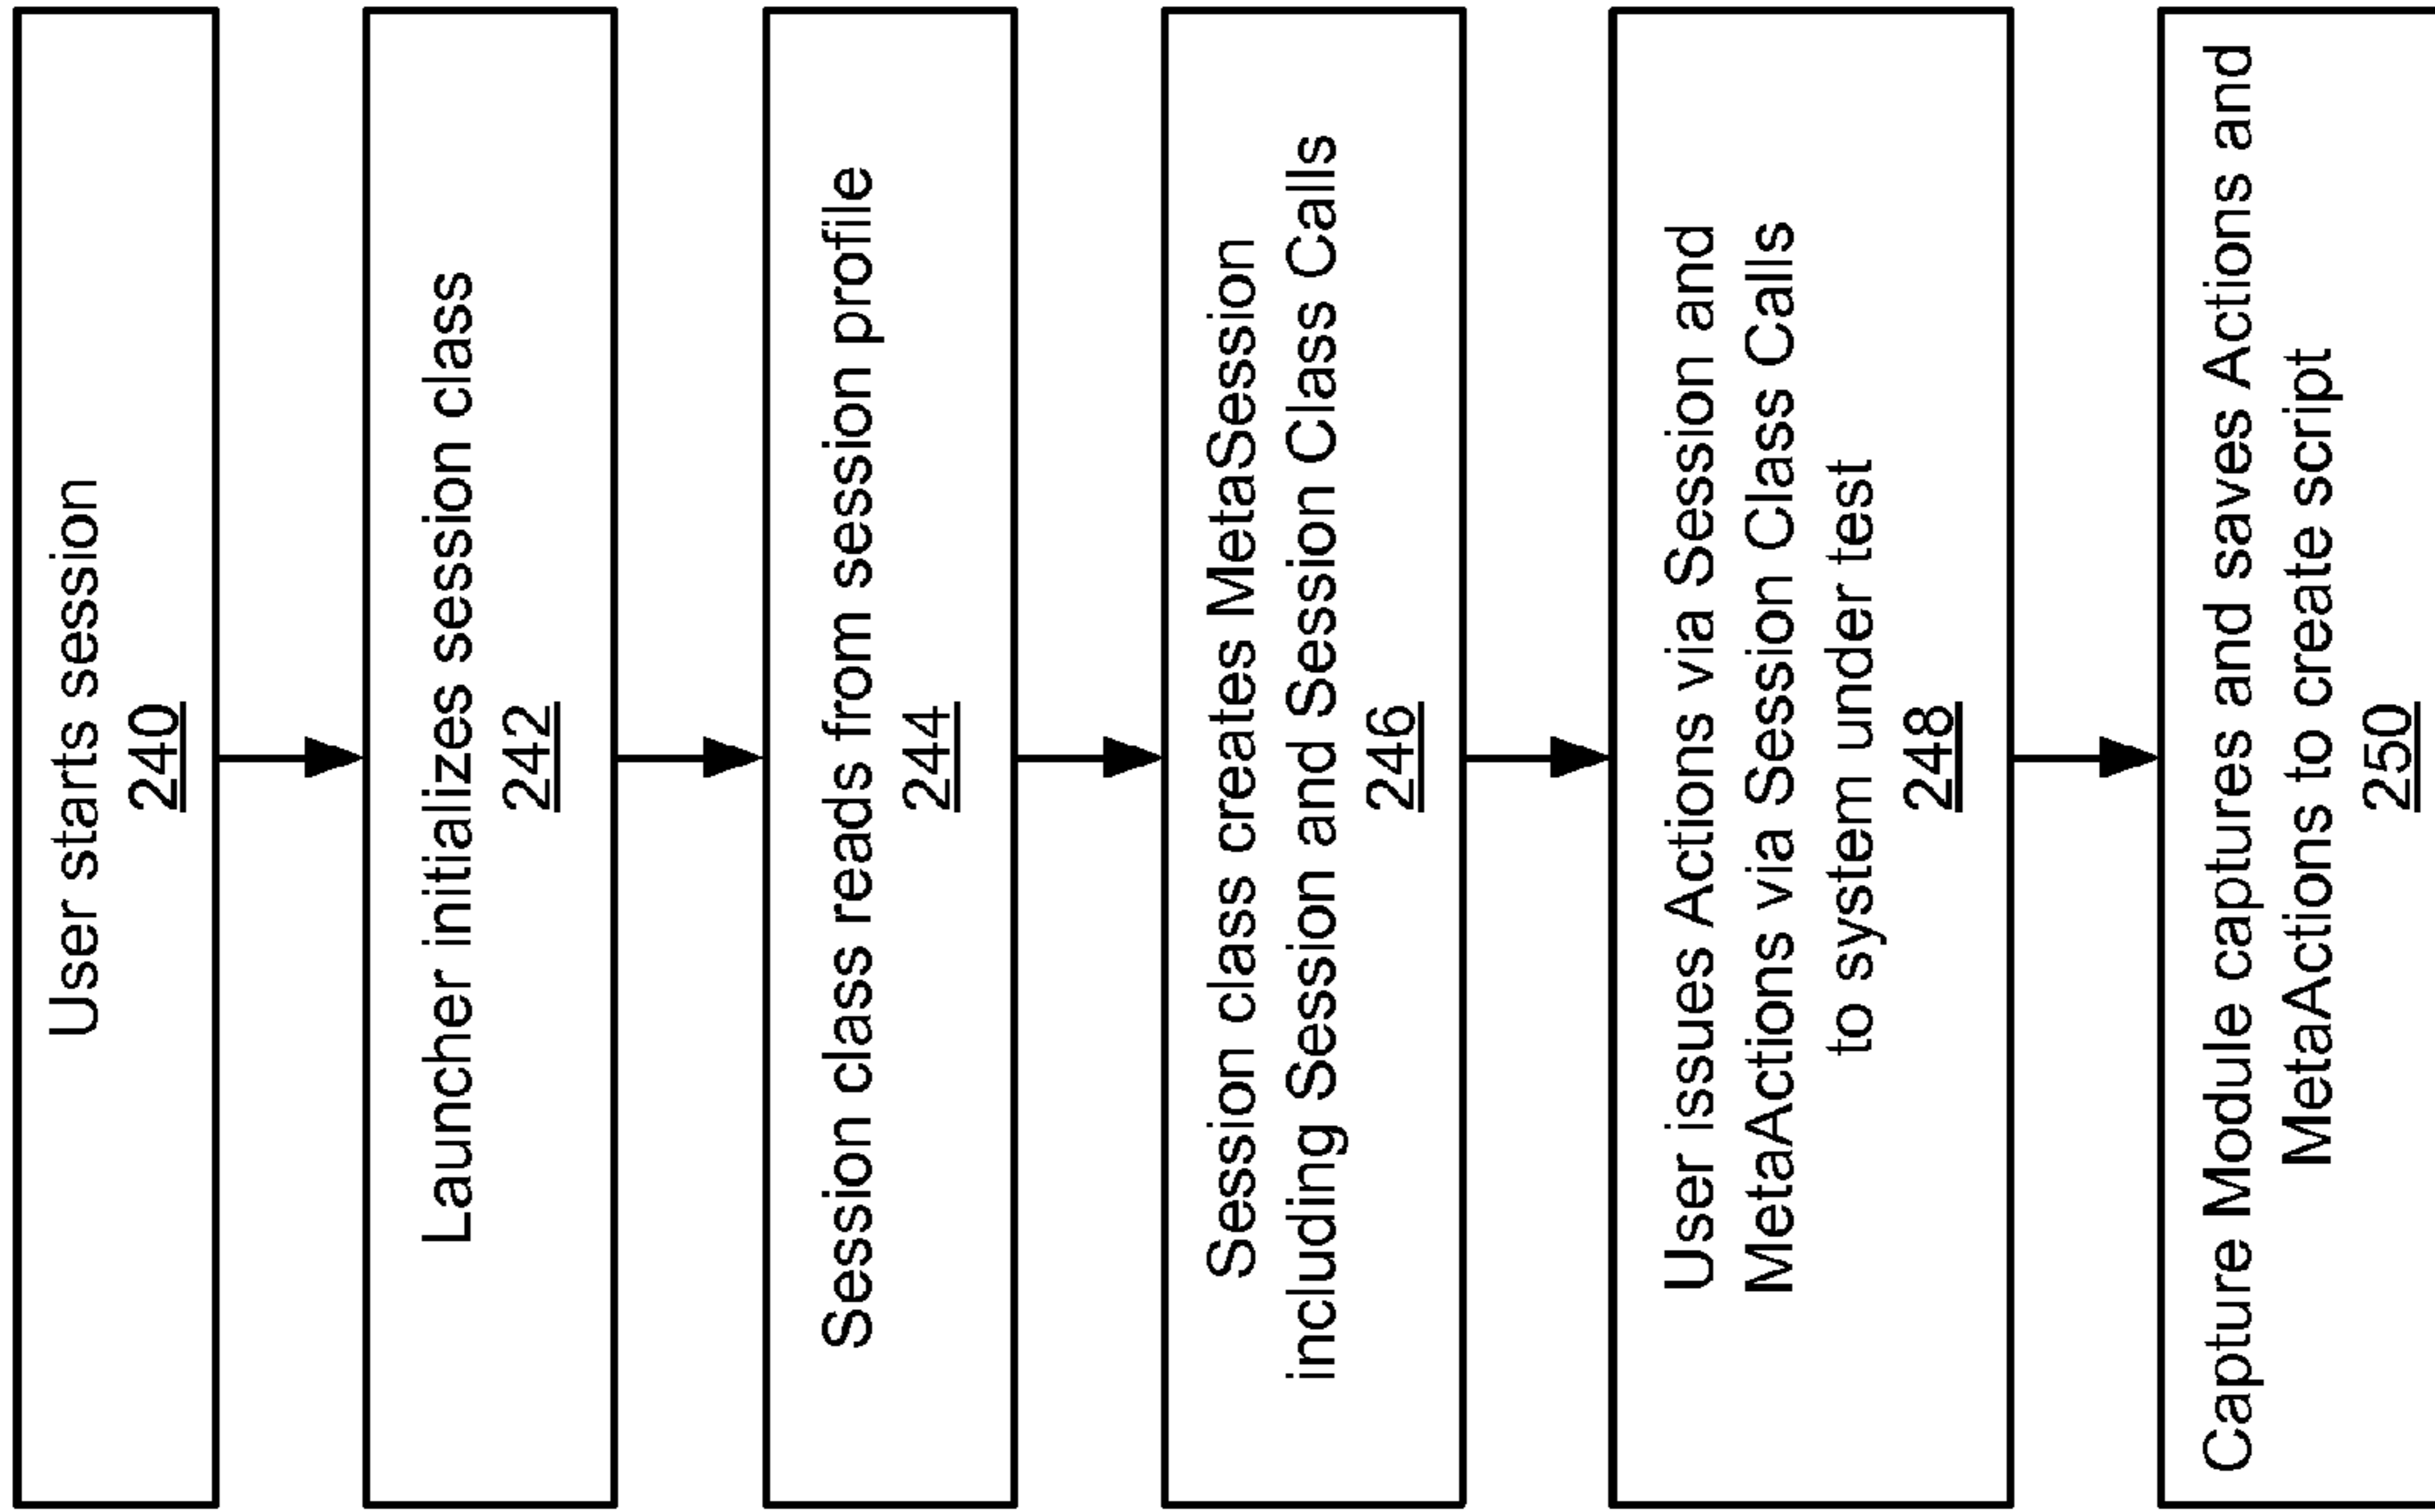 User starts session
240
Launcher initializes session class
242
Session class reads from session profile
244
Session class creates MetaSession
including Session and Session Class Calls
246
User issues Actions via Session and
MetaActions via Session Class Calls
to system under test
248
Capture Module captures and saves Actions and
MetaActions to create script
250